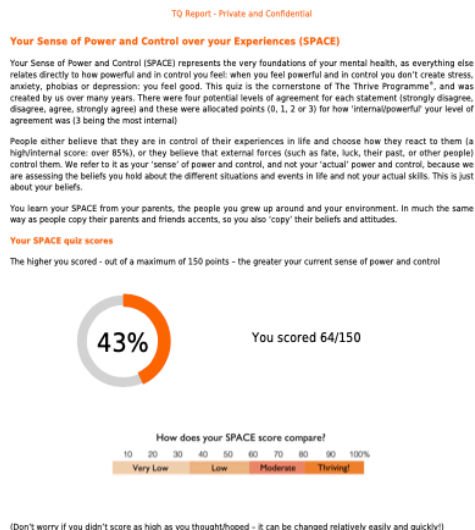 TQ Report - Private and Confidential
Your Sense of Power and Control over your Experiences (SPACE)
Your Sense of Power and Control (SPACE) represents the very foundations of your mental health, as everything else
relates directly to how powerful and in control you feel: when you feel powerful and in control you don't create stress,
anxiety, phobias or depression: you feel good. This quiz is the cornerstone of The Thrive Programme®, and was
created by us over many years. There were four potential levels of agreement for each statement (strongly disagree,
disagree, agree, strongly agree) and these were allocated points (0, 1, 2 or 3) for how 'internal/powerful' your level of
agreement was (3 being the most internal)
People either believe that they are in control of their experiences in life and choose how they react to them (a
high/internal score: over 85%), or they believe that external forces (such as fate, luck, their past, or other people)
control them. We refer to it as your 'sense' of power and control, and not your 'actual' power and control, because we
are assessing the beliefs you hold about the different situations and events in life and not your actual skills. This is just
about your beliefs.
You learn your SPACE from your parents, the people you grew up around and your environment. In much the same
way as people copy their parents and friends accents, so you also 'copy' their beliefs and attitudes.
Your SPACE quiz scores
The higher you scored - out of a maximum of 150 points – the greater your current sense of power and control
43%
You scored 64/150
How does your SPACE score compare?
10 20 30 40 50 60 70 80 90 100%
Very Low Low Moderate Thriving!
(Don't worry if you didn't score as high as you thought/hoped – it can be changed relatively easily and quickly!)